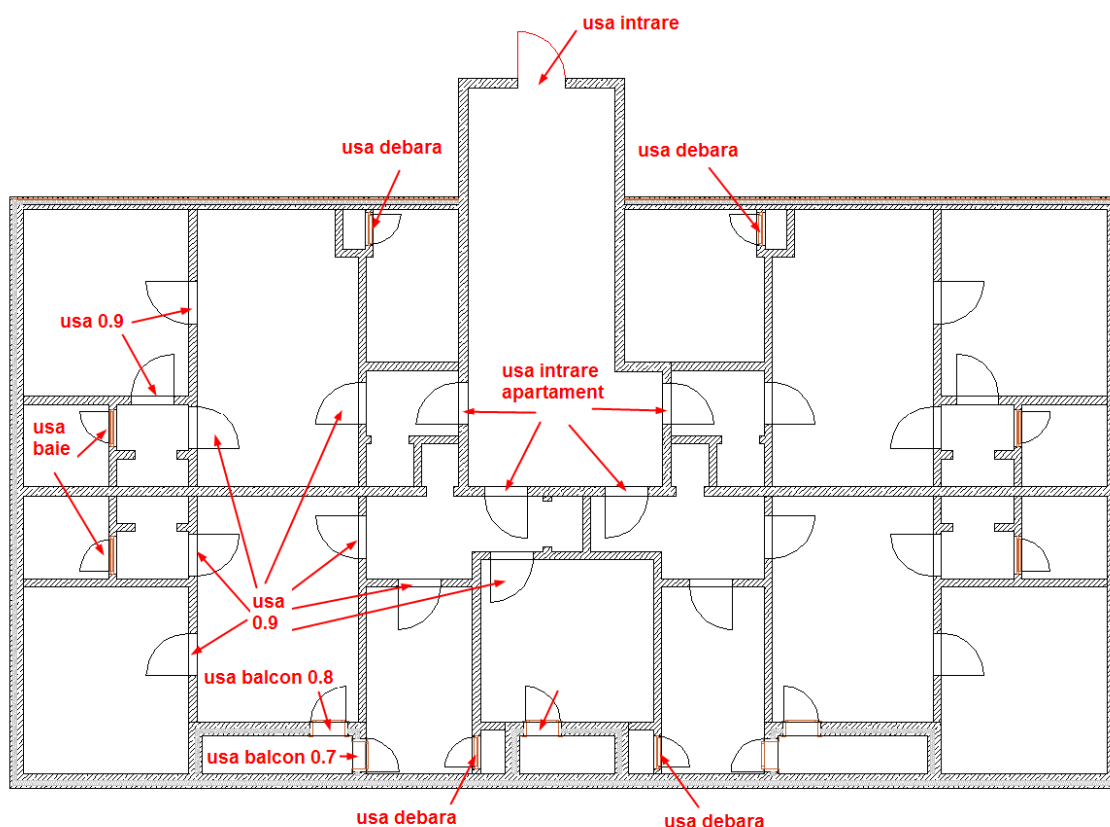 usa intrare
usa debara
usa debara
usa 0.9
usa intrare
apartament
usa
baie
usa
0.9
usa balcon 0.8
usa balcon 0.7
usa debara
usa debara